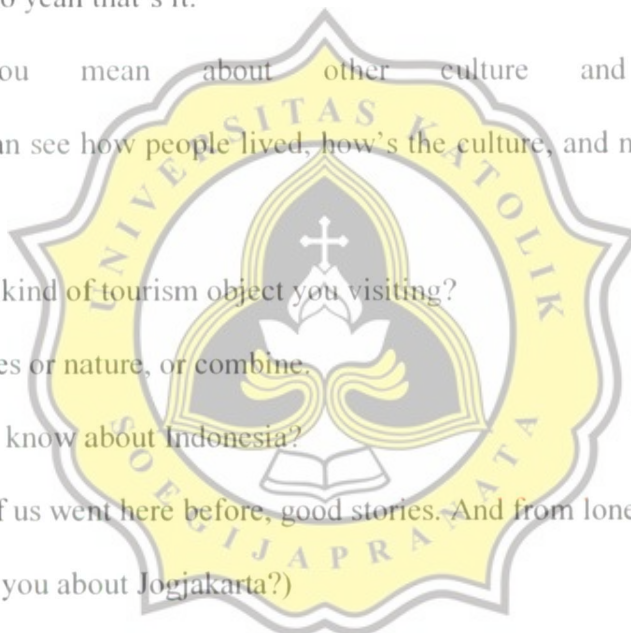 yeah that's it.
ou mean about other culture and
an see how people lived, how's the culture, and
kind of tourism object you visiting?
es or nature, or combine.
know about Indonesia?
f us went here before, good stories. And from lone
you about Jogjakarta?)
UNIVERSITAS KATOLIK
SOEGIJAPRANATA